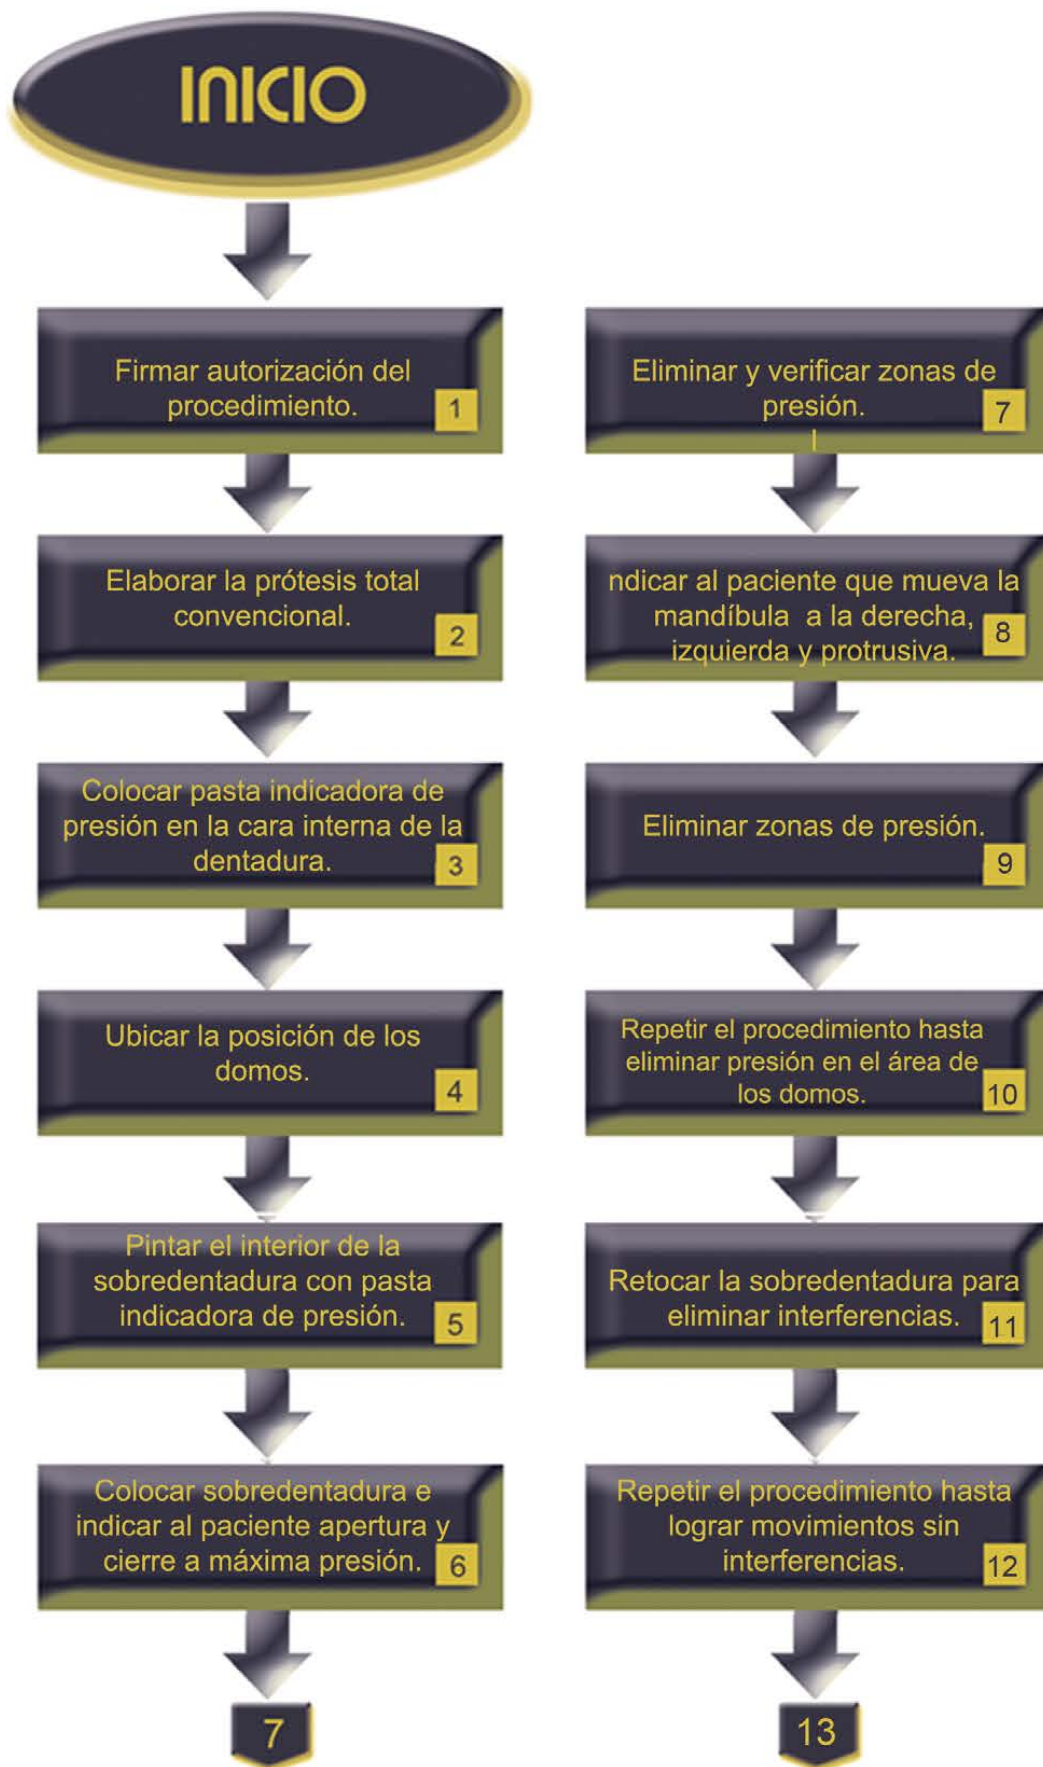 INICIO
Firmar autorización del
procedimiento.
1
Elaborar la prótesis total
convencional.
2
Colocar pasta indicadora de
presión en la cara interna de la
dentadura.
3
Ubicar la posición de los
domos.
4
Pintar el interior de la
sobredentadura con pasta
indicadora de presión.
5
Colocar sobredentadura e
indicar al paciente apertura y
cierre a máxima presión.
6
7
Eliminar y verificar zonas de
presión.
7
I
ndicar al paciente que mueva la
mandíbula a la derecha,
izquierda y protrusiva.
8
Eliminar zonas de presión.
9
Repetir el procedimiento hasta
eliminar presión en el área de
los domos.
10
Retocar la sobredentadura para
eliminar interferencias.
11
Repetir el procedimiento hasta
lograr movimientos sin
interferencias.
12
13